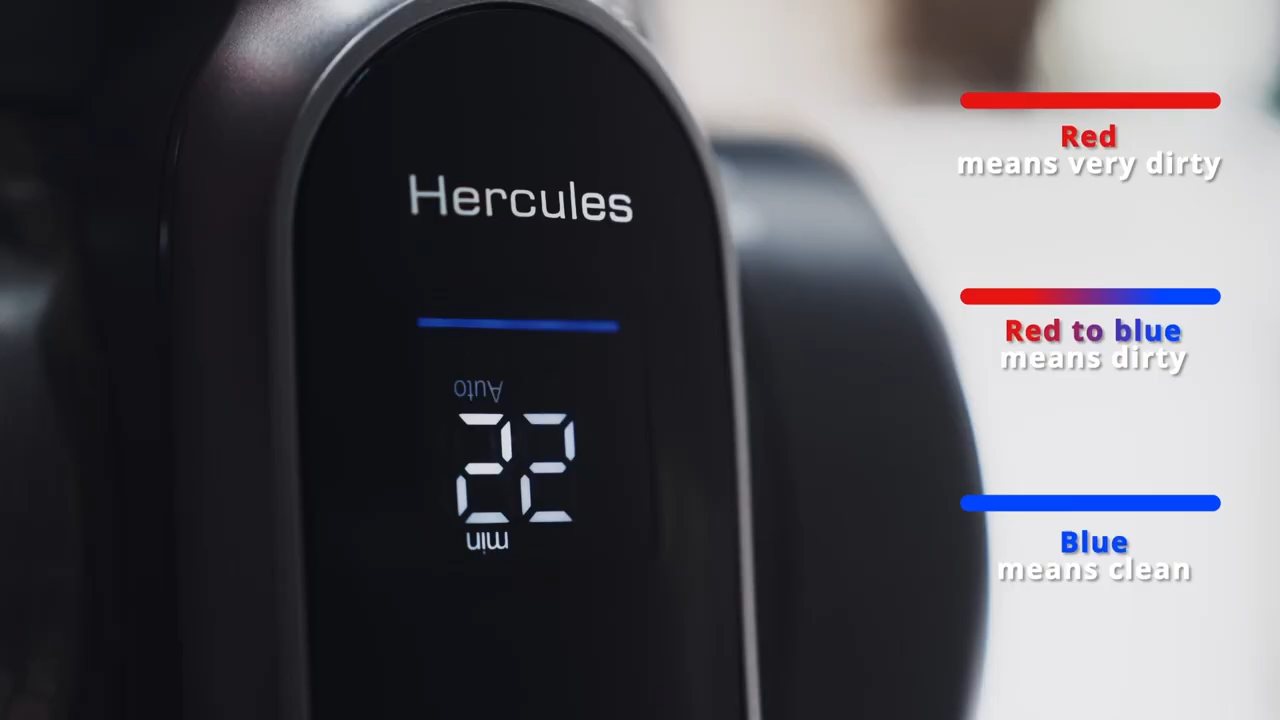 Hercules
Auto
22
min
Red
means very dirty
Red to blue
means dirty
Blue
means clean